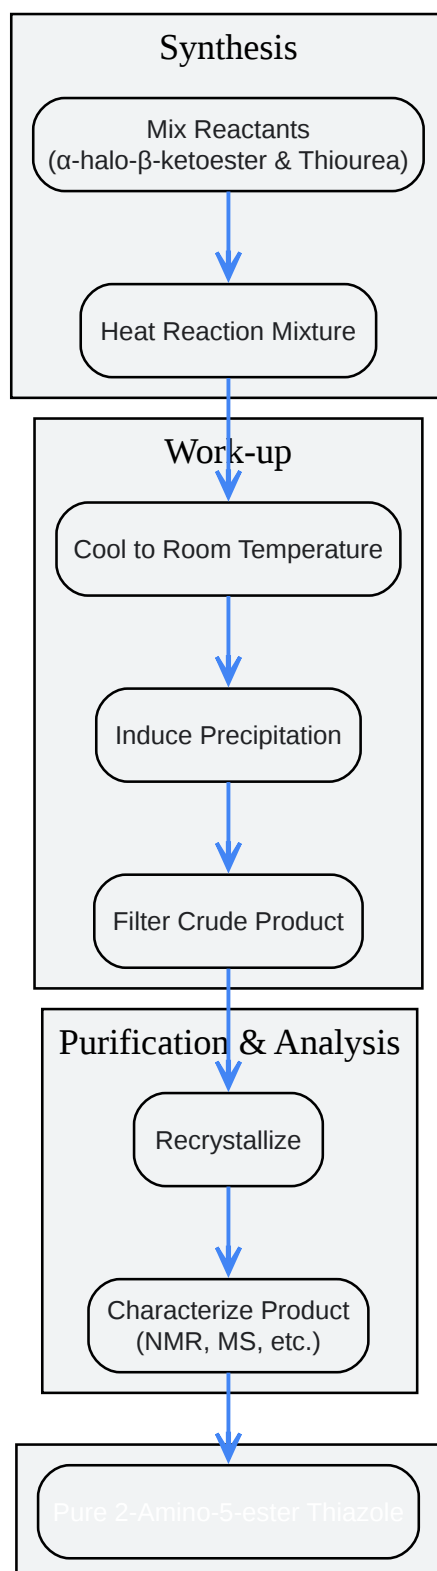 Synthesis
Mix Reactants
(α-halo-β-ketoester & Thiourea)
Heat Reaction Mixture
Work-up
Cool to Room Temperature
Induce Precipitation
Filter Crude Product
Purification & Analysis
Recrystallize
Characterize Product
(NMR, MS, etc.)
Pure 2-Amino-5-ester Thiazole